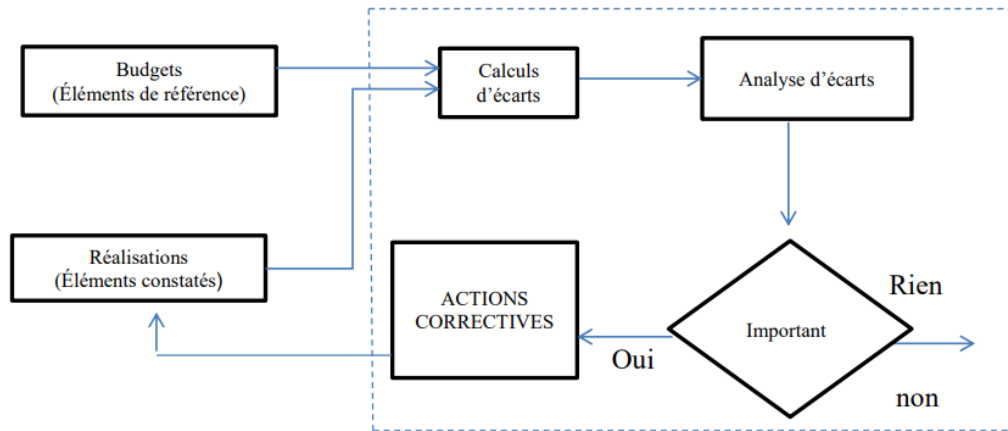 Budgets
(Éléments de référence)
Calculs
d’écarts
Analyse d’écarts
Réalisations
(Éléments constatés)
ACTIONS
CORRECTIVES
Important
Rien
Oui
non